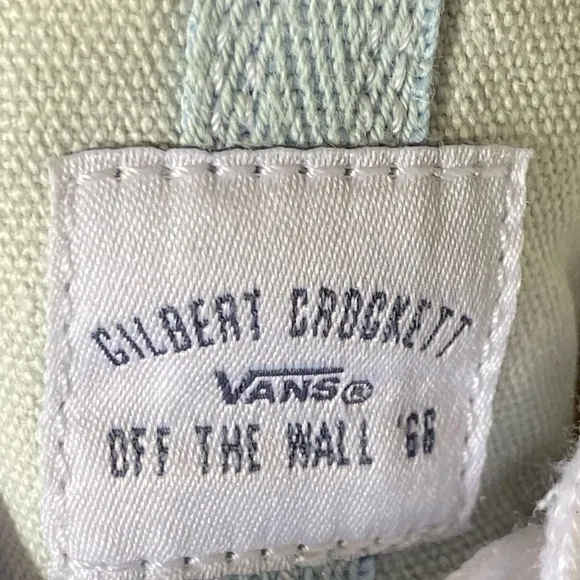 GILBERT CROCKETT
VANS®
OFF THE WALL '66